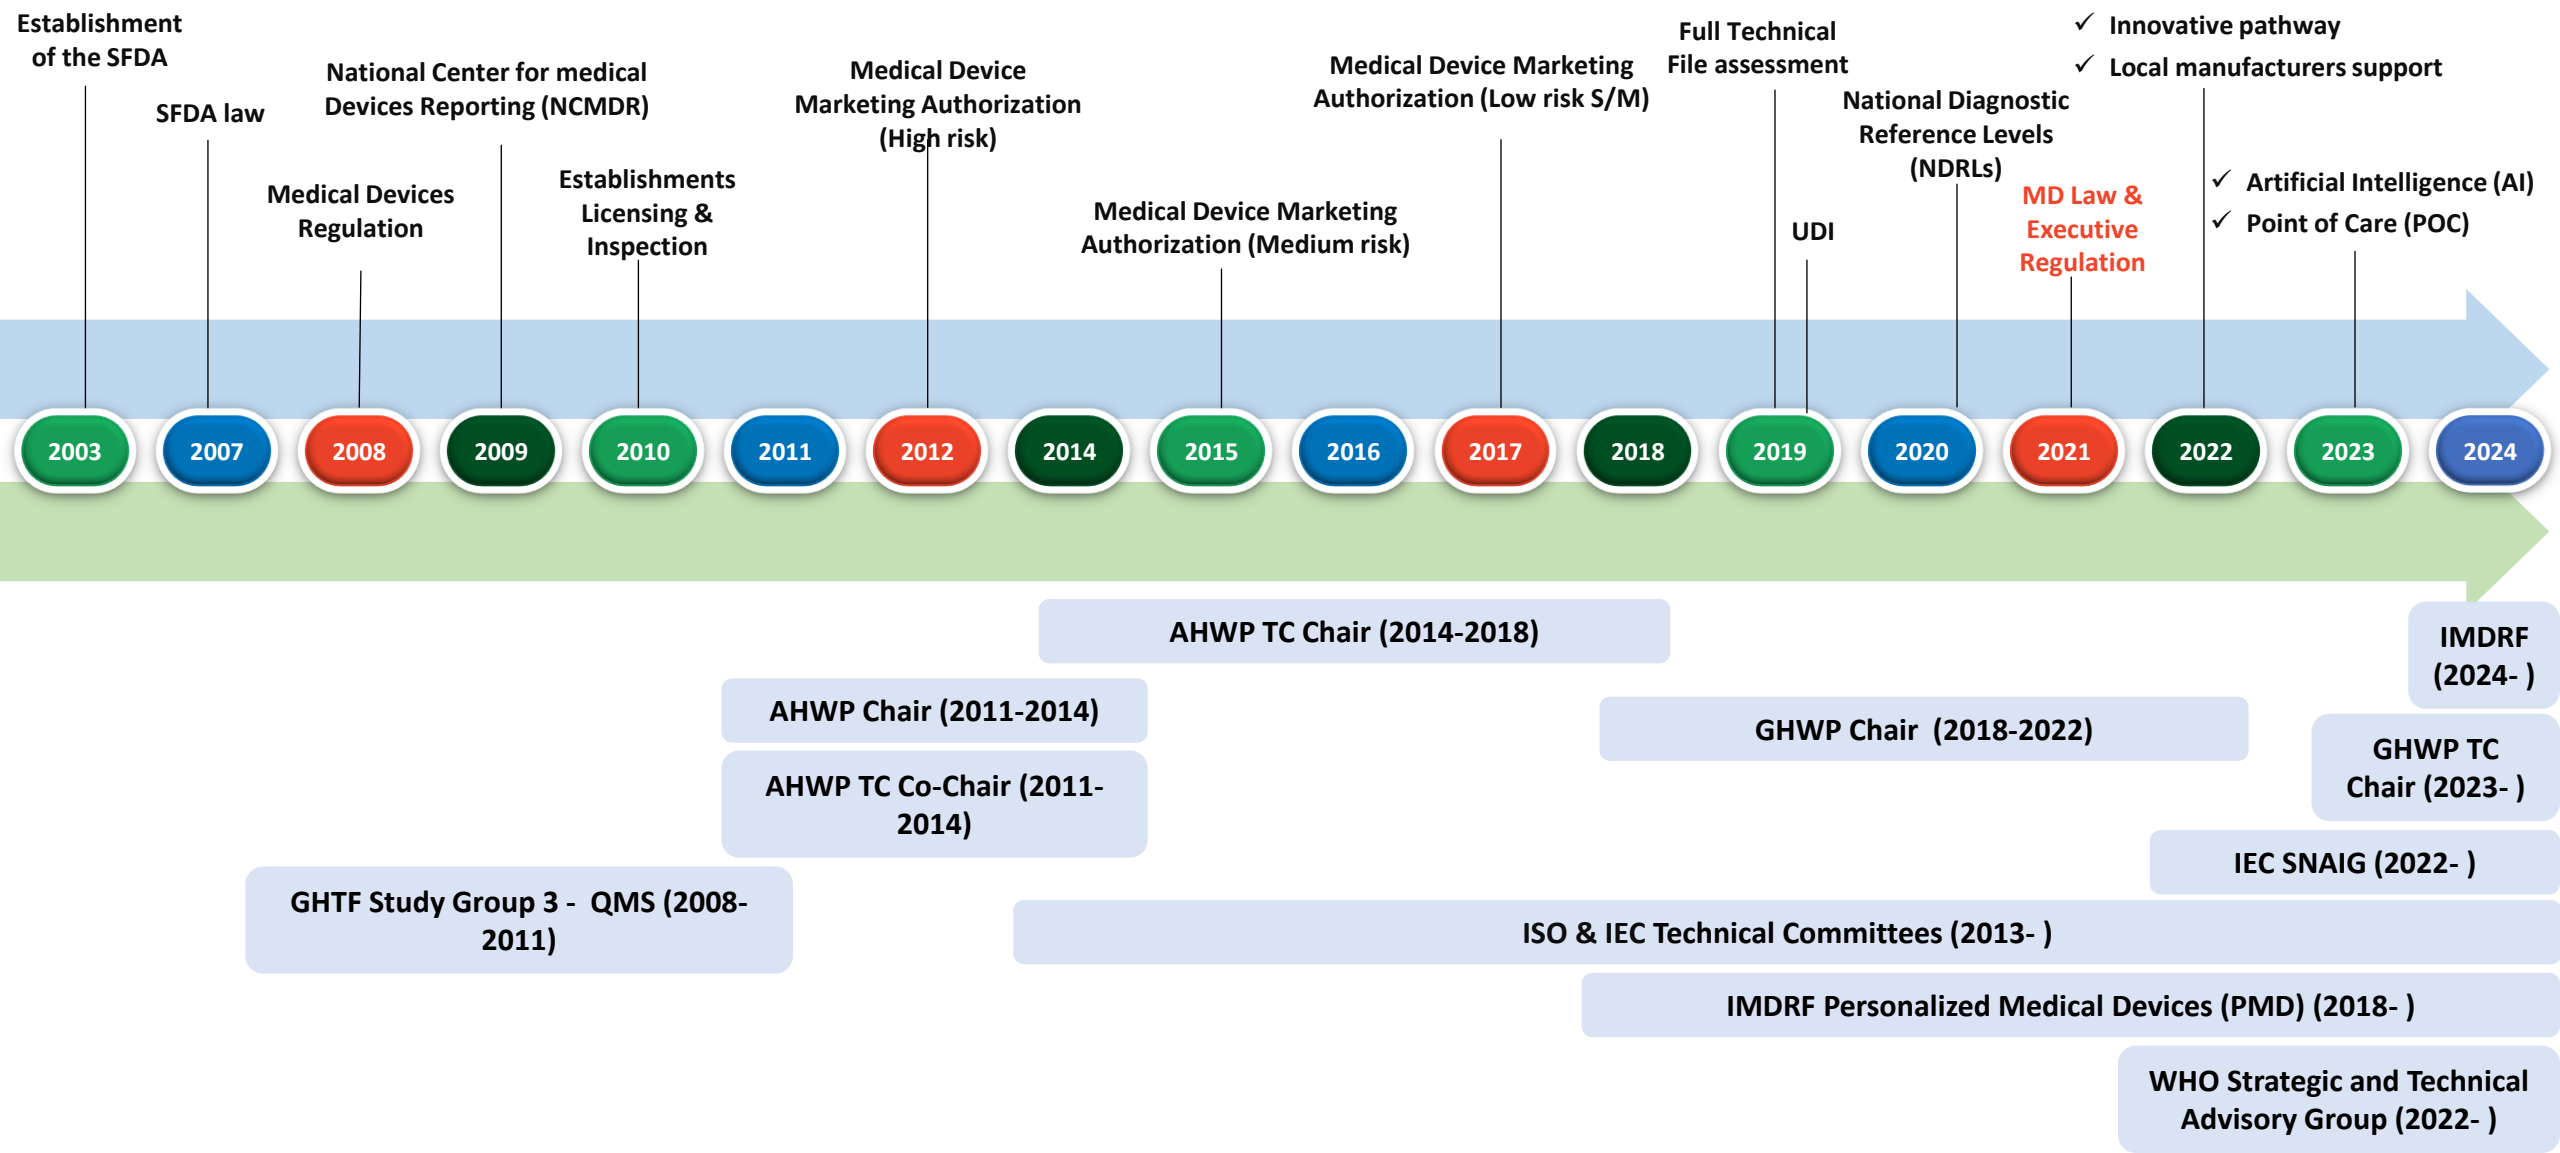 Establishment
of the SFDA
SFDA law
Medical Devices
Regulation
National Center for medical
Devices Reporting (NCMDR)
Establishments
Licensing &
Inspection
Medical Device
Marketing Authorization
(High risk)
Medical Device Marketing
Authorization (Medium risk)
Medical Device Marketing
Authorization (Low risk S/M)
Full Technical
File assessment
UDI
National Diagnostic
Reference Levels
(NDRLs)
MD Law &
Executive
Regulation
✓ Innovative pathway
✓ Local manufacturers support
✓ Artificial Intelligence (AI)
✓ Point of Care (POC)
2003 2007 2008 2009 2010 2011 2012 2014 2015 2016 2017 2018 2019 2020 2021 2022 2023 2024
AHWP TC Chair (2014-2018)
IMDRF
(2024- )
AHWP Chair (2011-2014)
GHWP Chair (2018-2022)
GHWP TC
Chair (2023- )
AHWP TC Co-Chair (2011-
2014)
IEC SNAIG (2022- )
GHTF Study Group 3 - QMS (2008-
2011)
ISO & IEC Technical Committees (2013- )
IMDRF Personalized Medical Devices (PMD) (2018- )
WHO Strategic and Technical
Advisory Group (2022- )